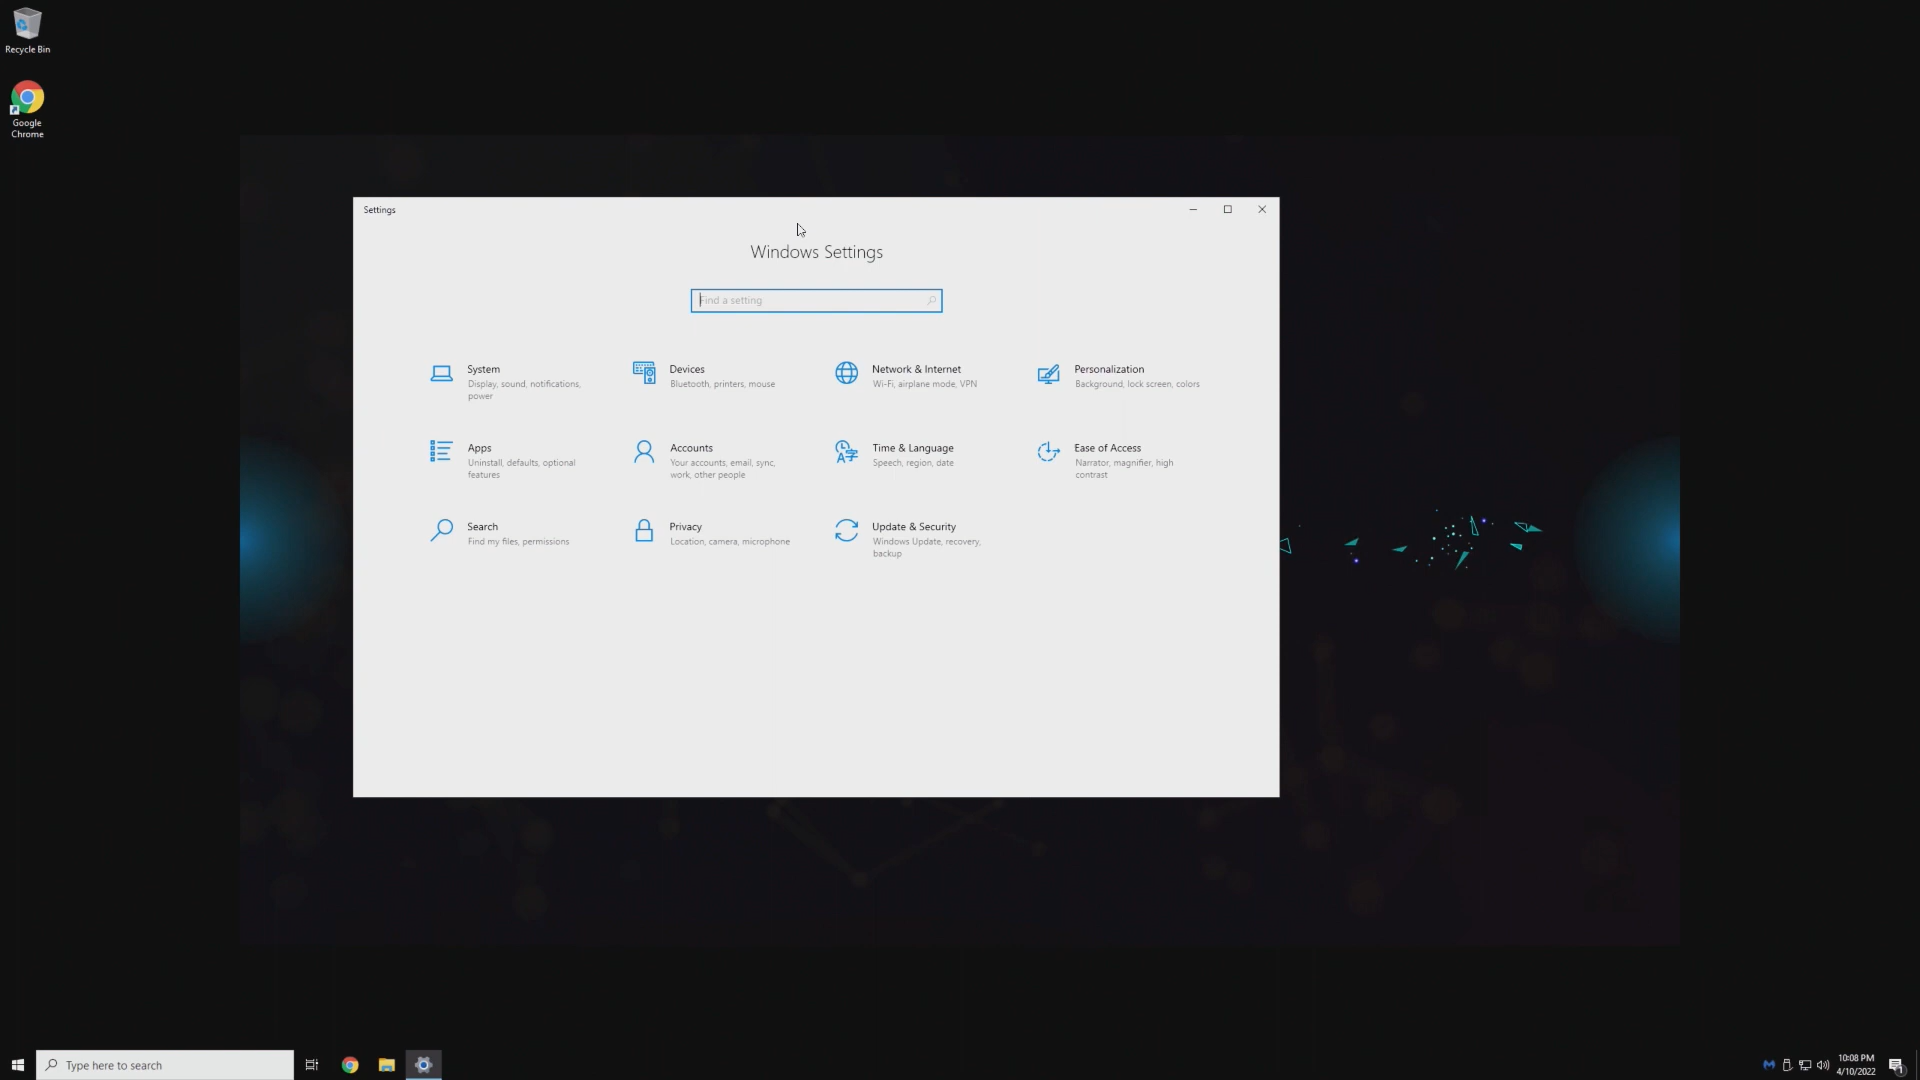 Recycle Bin
Google
Chrome
Settings
Windows Settings
Find a setting
System
Display, sound, notifications,
power
Devices
Bluetooth, printers, mouse
Network & Internet
Wi-Fi, airplane mode, VPN
Personalization
Background, lock screen, colors
Apps
Uninstall, defaults, optional
features
Accounts
Your accounts, email, sync,
work, other people
Time & Language
Speech, region, date
Ease of Access
Narrator, magnifier, high
contrast
Search
Find my files, permissions
Privacy
Location, camera, microphone
Update & Security
Windows Update, recovery,
backup
Type here to search
10:08 PM
4/10/2022
1